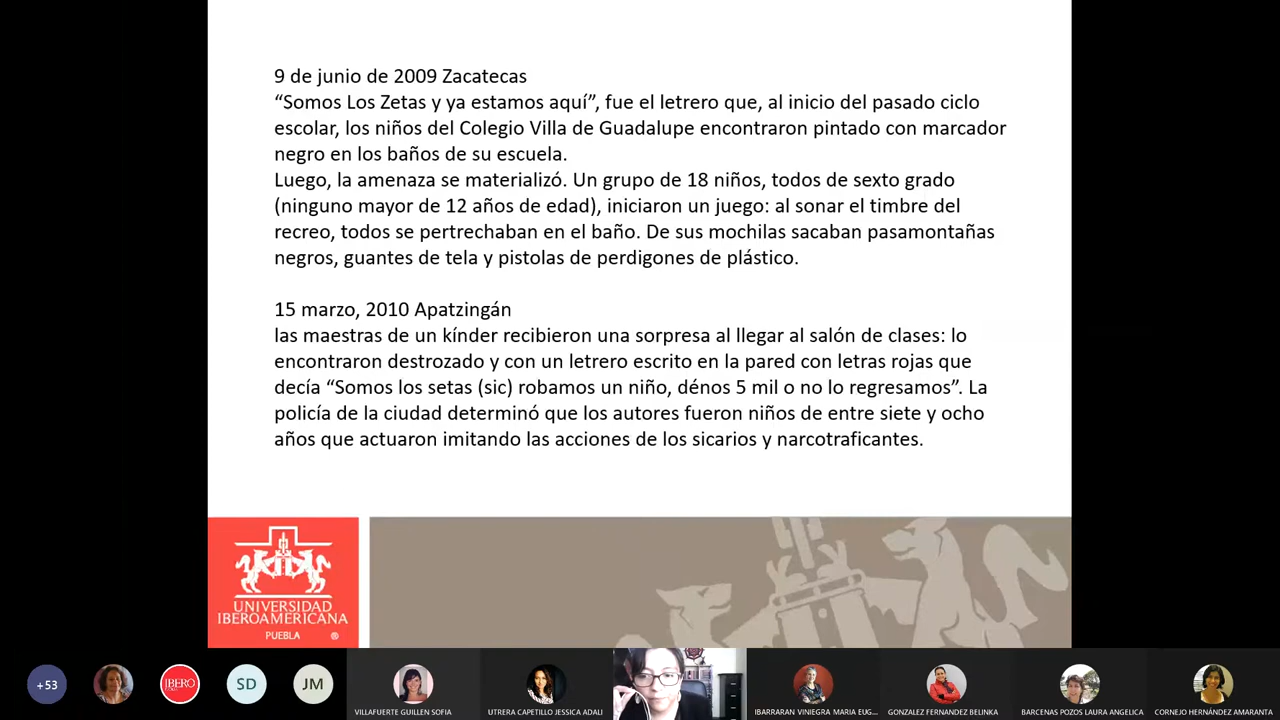 9 de junio de 2009 Zacatecas
“Somos Los Zetas y ya estamos aquí”, fue el letrero que, al inicio del pasado ciclo
escolar, los niños del Colegio Villa de Guadalupe encontraron pintado con marcador
negro en los baños de su escuela.
Luego, la amenaza se materializó. Un grupo de 18 niños, todos de sexto grado
(ninguno mayor de 12 años de edad), iniciaron un juego: al sonar el timbre del
recreo, todos se pertrechaban en el baño. De sus mochilas sacaban pasamontañas
negros, guantes de tela y pistolas de perdigones de plástico.
15 marzo, 2010 Apatzingán
las maestras de un kínder recibieron una sorpresa al llegar al salón de clases: lo
encontraron destrozado y con un letrero escrito en la pared con letras rojas que
decía “Somos los setas (sic) robamos un niño, dénos 5 mil o no lo regresamos”. La
policía de la ciudad determinó que los autores fueron niños de entre siete y ocho
años que actuaron imitando las acciones de los sicarios y narcotraficantes.
UNIVERSIDAD
IBEROAMERICANA
PUEBLA ®
+53
IBERO
SD
JM
VILLAFUERTE GUILLEN SOFIA
UTRERA CAPETILLO JESSICA ADALI
IBARRARAN VINIEGRA MARIA EUG...
GONZALEZ FERNANDEZ BELINKA
BARCENAS POZOS LAURA ANGELICA
CORNEJO HERNÁNDEZ AMARANTA